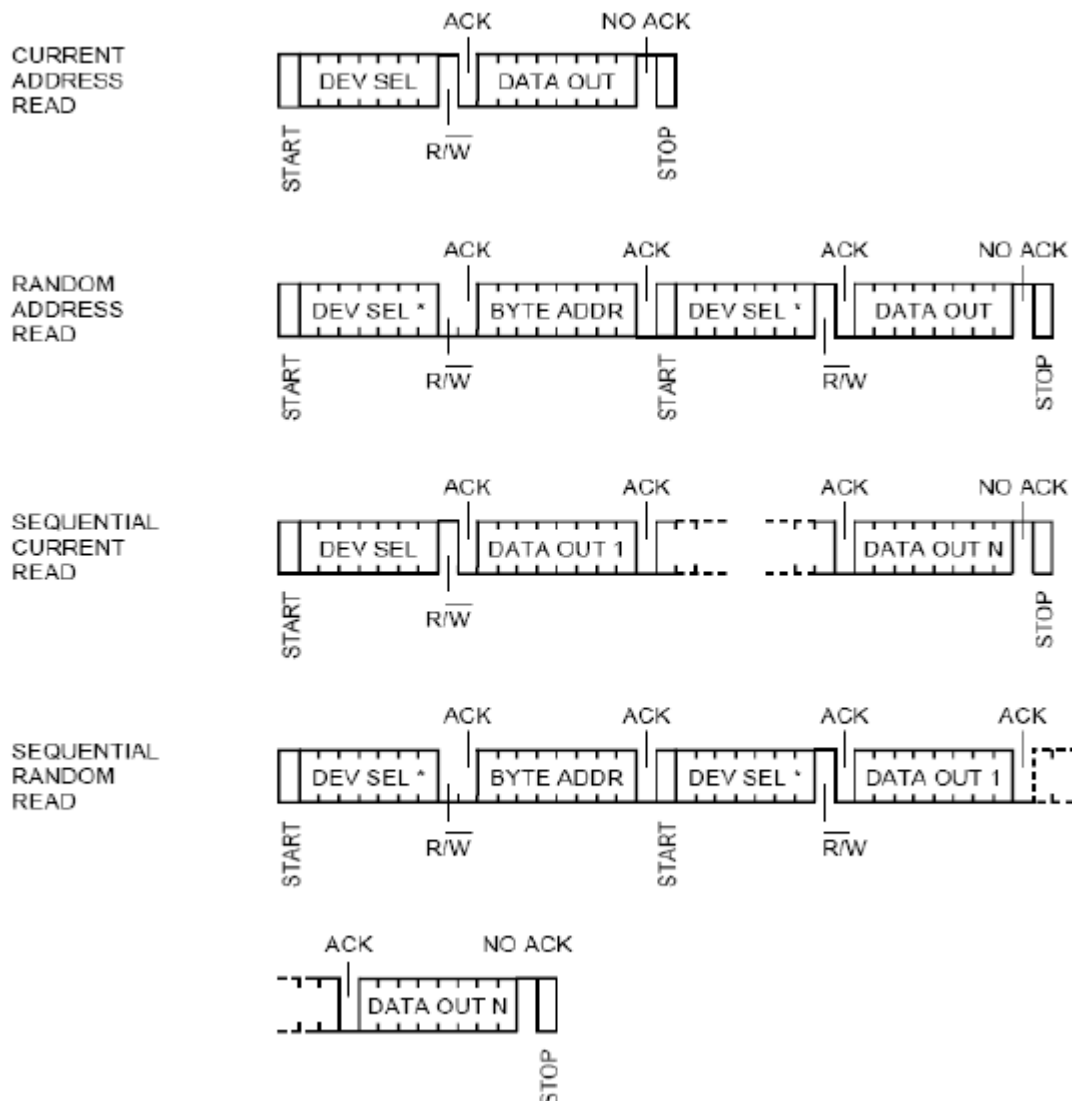 ACK NO ACK
CURRENT
ADDRESS
READ
DEV SEL DATA OUT
START R/W̅ STOP
ACK ACK ACK NO ACK
RANDOM
ADDRESS
READ
DEV SEL * BYTE ADDR DEV SEL * DATA OUT
START R/W̅ START R̅/W STOP
ACK ACK ACK NO ACK
SEQUENTIAL
CURRENT
READ
DEV SEL DATA OUT 1 DATA OUT N
START R/W̅ STOP
ACK ACK ACK ACK
SEQUENTIAL
RANDOM
READ
DEV SEL * BYTE ADDR DEV SEL * DATA OUT 1
START R/W̅ START R̅/W
ACK NO ACK
DATA OUT N
STOP